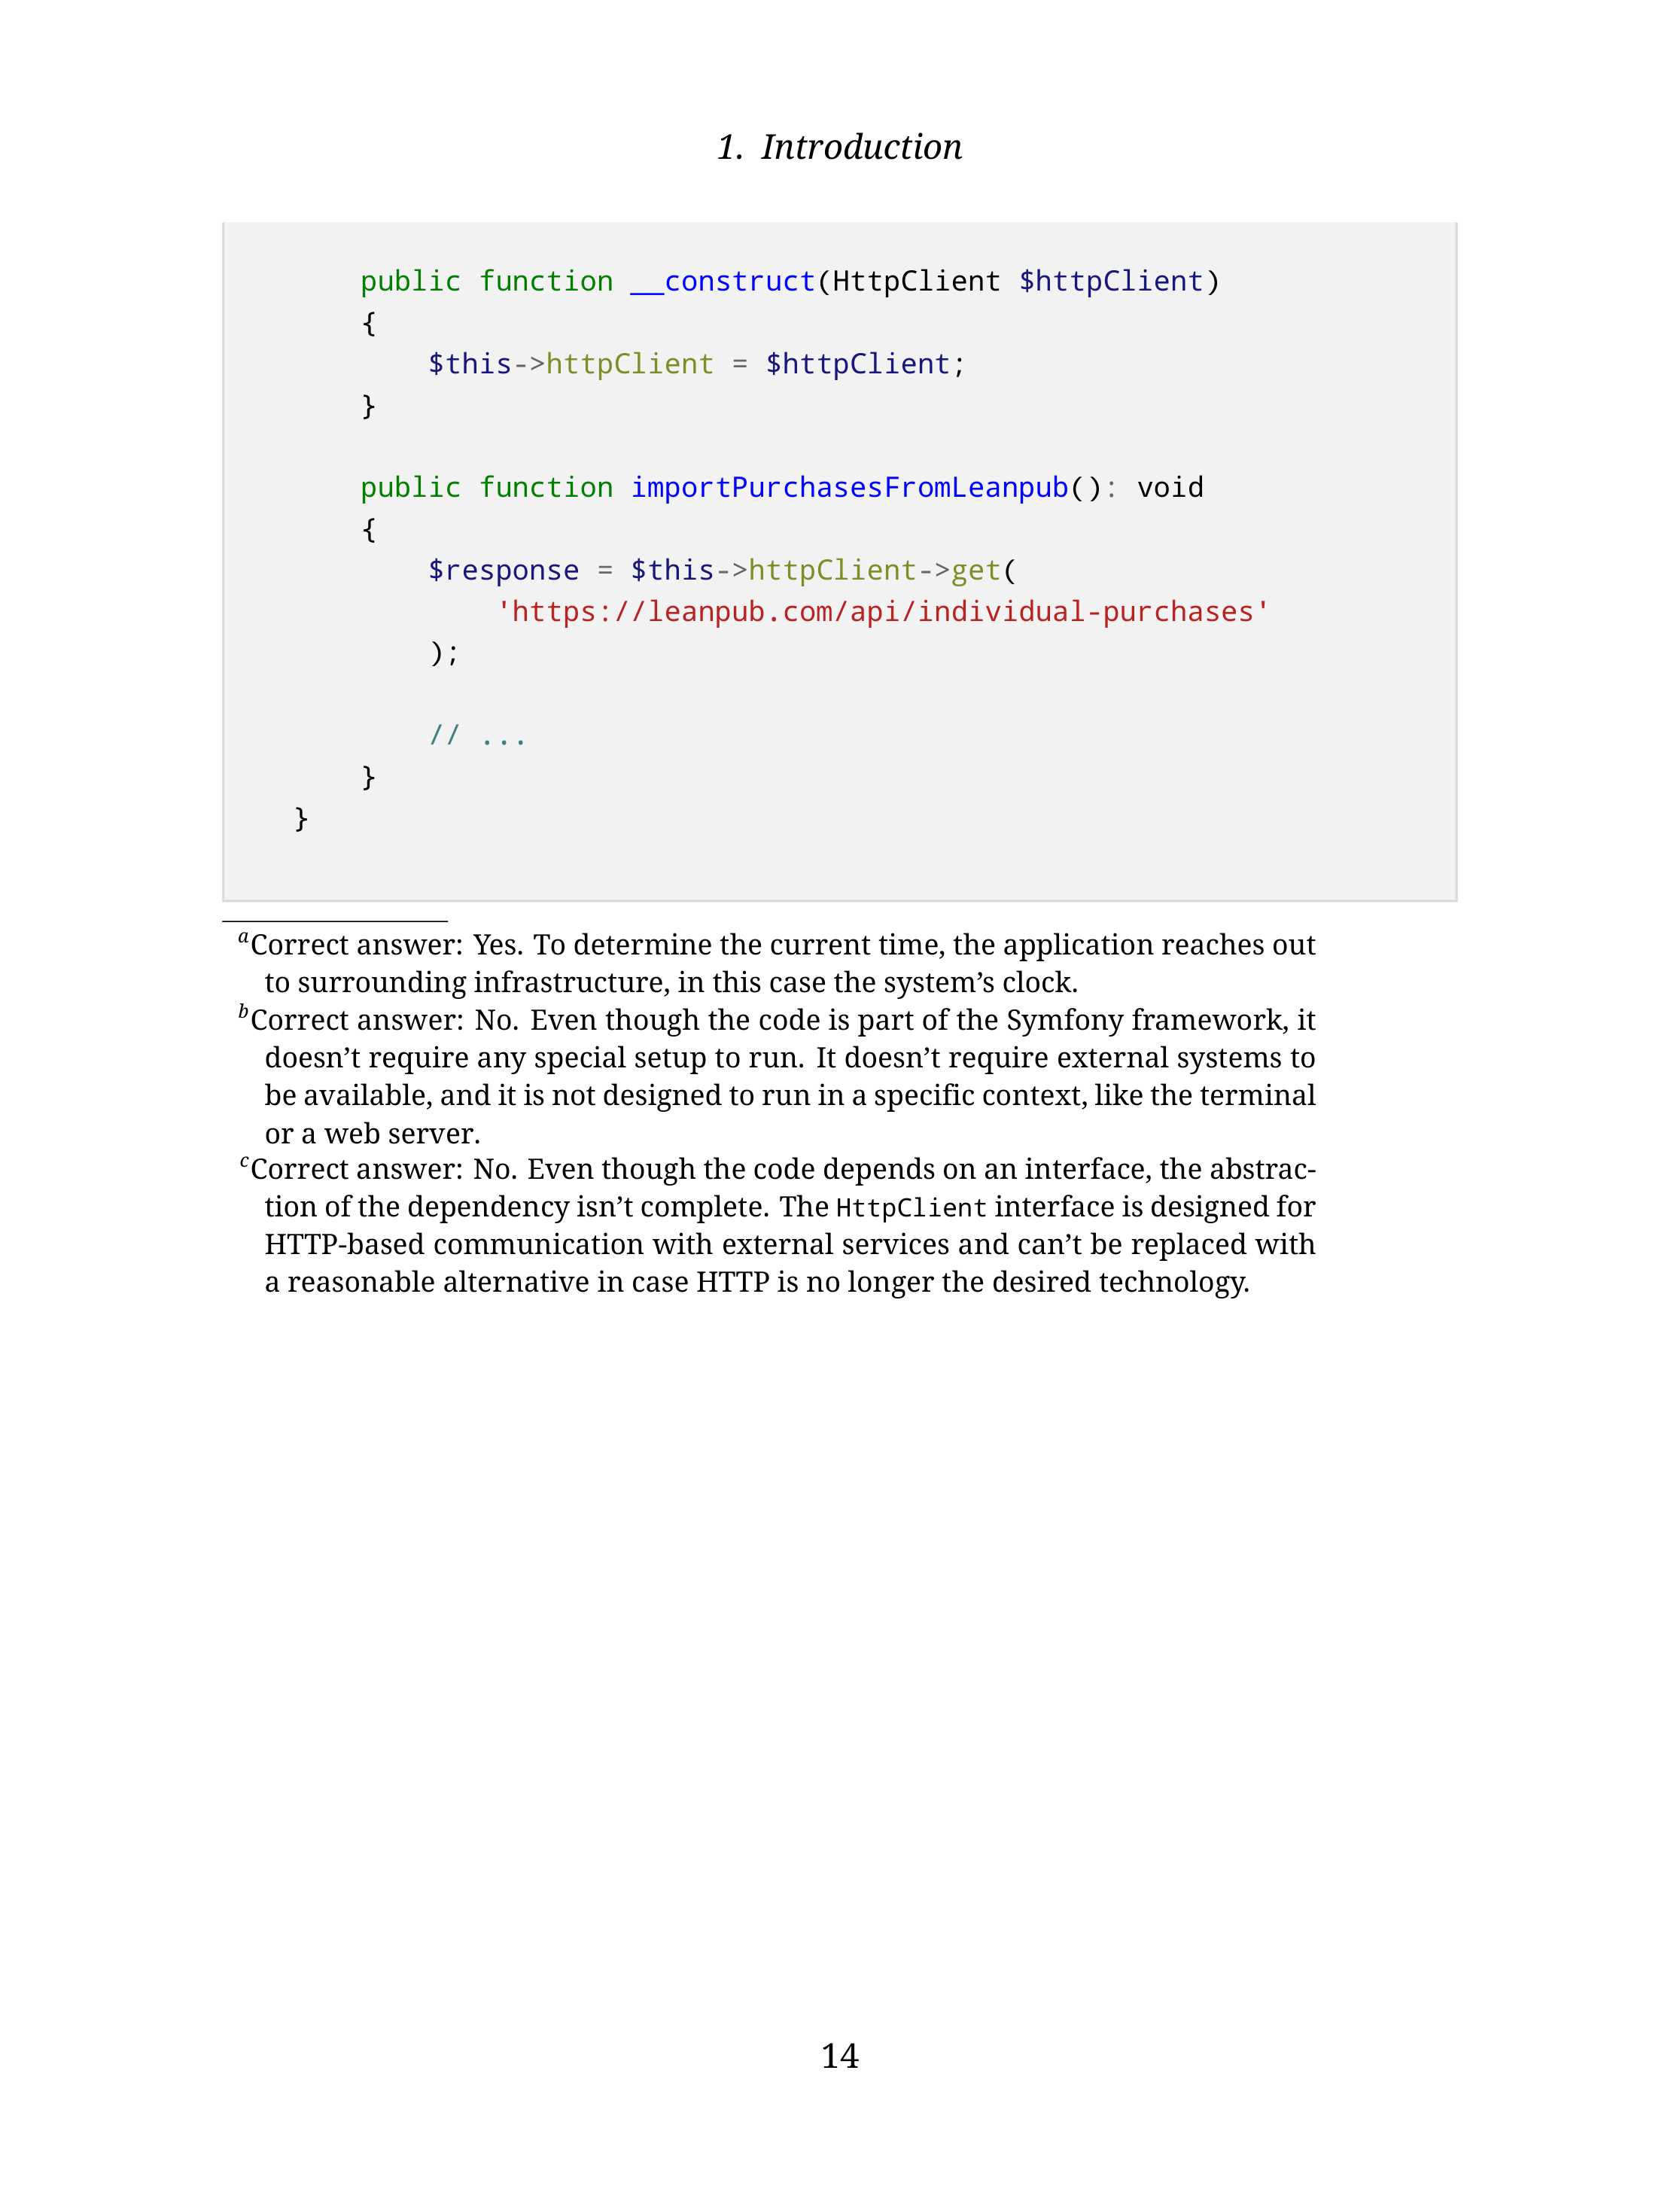 1. Introduction
public function __construct(HttpClient $httpClient)
{
$this->httpClient = $httpClient;
}
public function importPurchasesFromLeanpub(): void
{
$response = $this->httpClient->get(
'https://leanpub.com/api/individual-purchases'
);
// ...
}
}
aCorrect answer: Yes. To determine the current time, the application reaches out
to surrounding infrastructure, in this case the system’s clock.
bCorrect answer: No. Even though the code is part of the Symfony framework, it
doesn’t require any special setup to run. It doesn’t require external systems to
be available, and it is not designed to run in a specific context, like the terminal
or a web server.
cCorrect answer: No. Even though the code depends on an interface, the abstrac-
tion of the dependency isn’t complete. The HttpClient interface is designed for
HTTP-based communication with external services and can’t be replaced with
a reasonable alternative in case HTTP is no longer the desired technology.
14